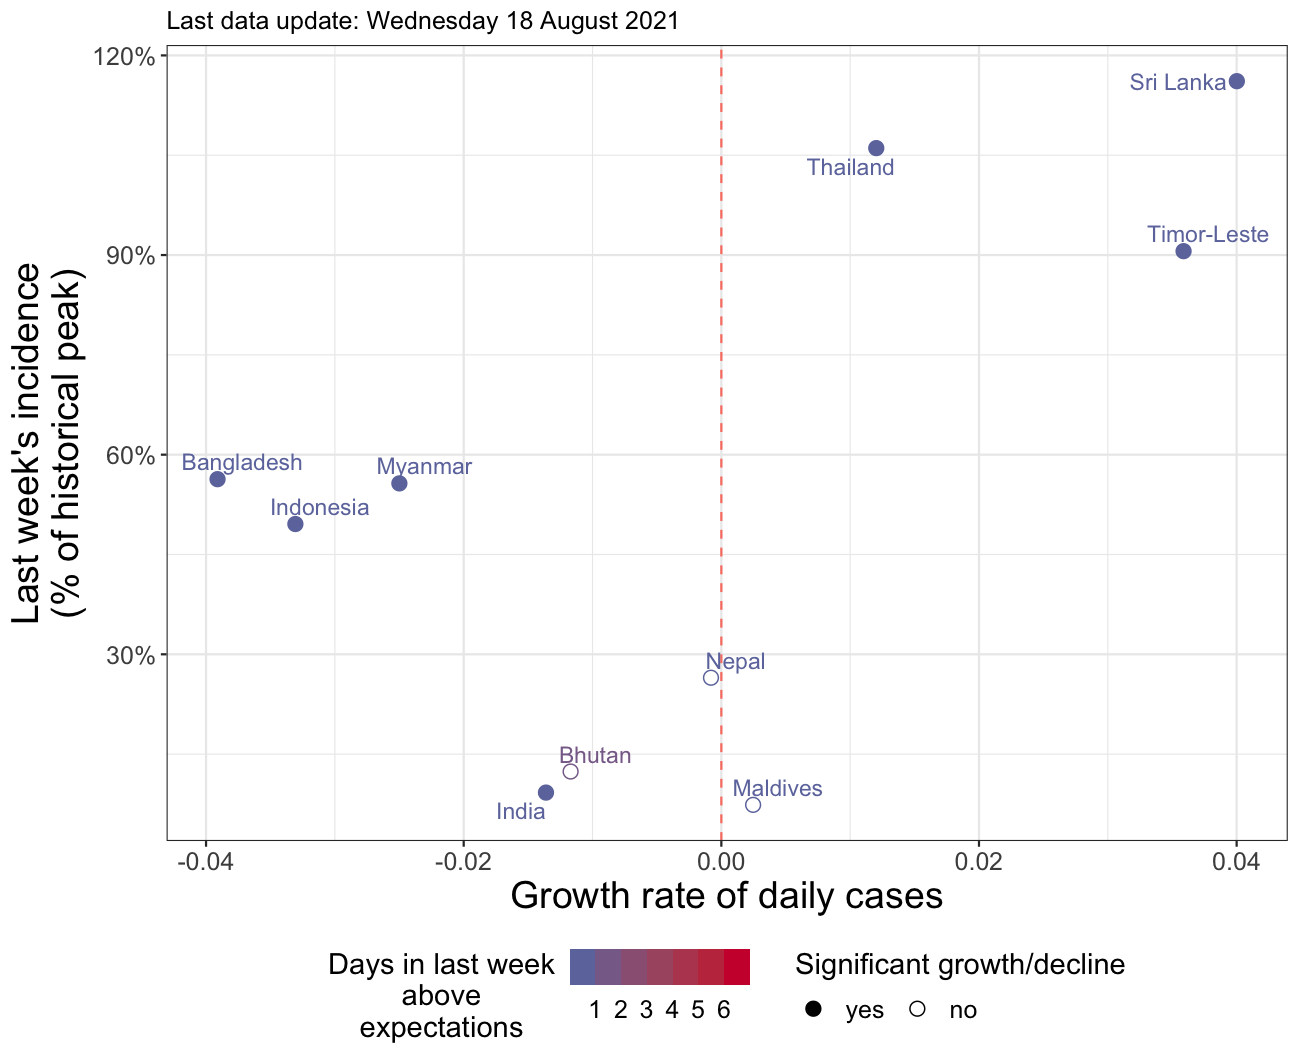 Last data update: Wednesday 18 August 2021
120%
90%
60%
30%
Last week's incidence
(% of historical peak)
Sri Lanka
Thailand
Timor-Leste
Bangladesh
Myanmar
Indonesia
Nepal
Bhutan
Maldives
India
-0.04
-0.02
0.00
0.02
0.04
Growth rate of daily cases
Days in last week
above
expectations
1 2 3 4 5 6
Significant growth/decline
yes
no